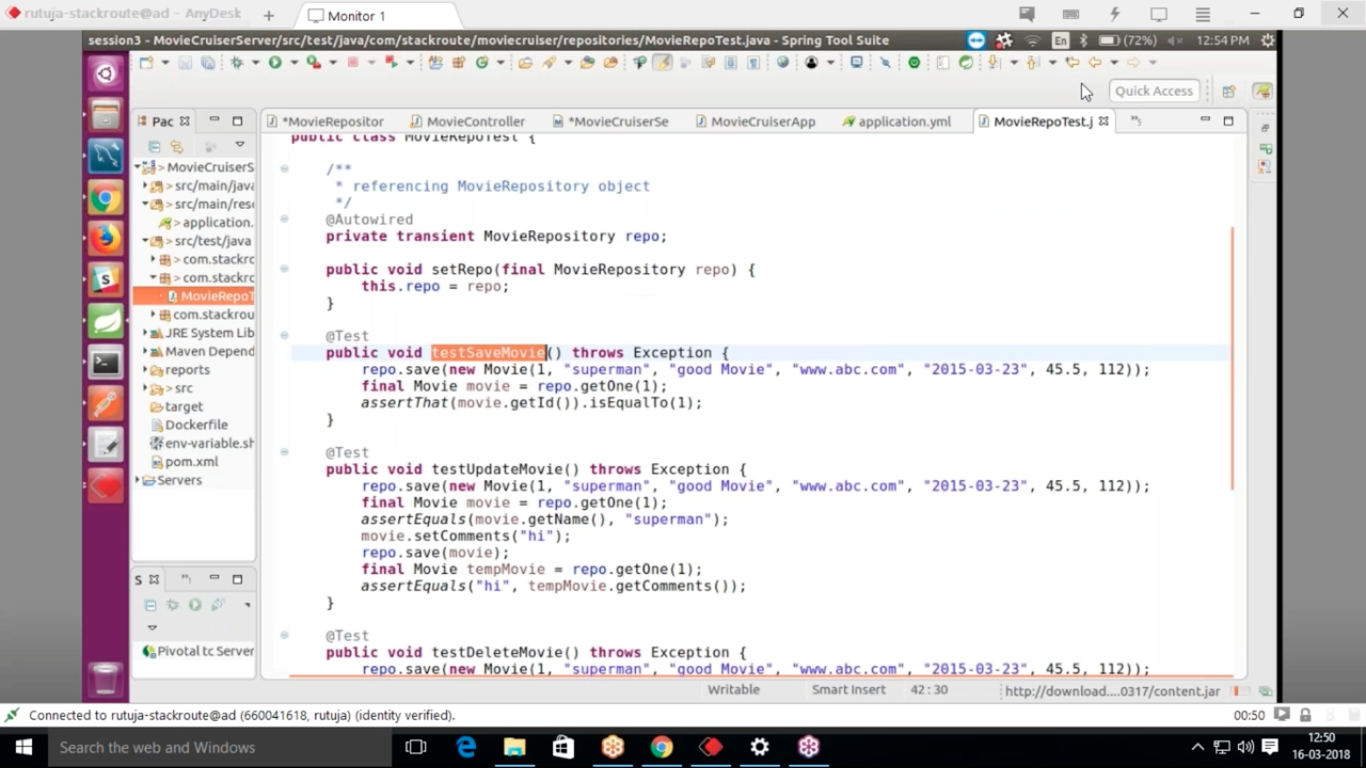 rutuja-stackroute@ad - AnyDesk
Monitor 1
session3 - MovieCruiserServer/src/test/java/com/stackroute/moviecruiser/repositories/MovieRepoTest.java - Spring Tool Suite
En
(72%)
12:54 PM
Quick Access
Pac
*MovieRepositor
MovieController
*MovieCruiserSe
MovieCruiserApp
application.yml
MovieRepoTest.j
> MovieCruiserS
> src/main/java
> src/main/res
> application.
> src/test/java
> com.stackro
> com.stackrc
MovieRepoT
com.stackrou
JRE System Lib
Maven Depend
reports
> src
target
Dockerfile
env-variable.sh
pom.xml
Servers
public class MovieRepoTest {
/**
* referencing MovieRepository object
*/
@Autowired
private transient MovieRepository repo;
public void setRepo(final MovieRepository repo) {
this.repo = repo;
}
@Test
public void testSaveMovie() throws Exception {
repo.save(new Movie(1, "superman", "good Movie", "www.abc.com", "2015-03-23", 45.5, 112));
final Movie movie = repo.getOne(1);
assertThat(movie.getId()).isEqualTo(1);
}
@Test
public void testUpdateMovie() throws Exception {
repo.save(new Movie(1, "superman", "good Movie", "www.abc.com", "2015-03-23", 45.5, 112));
final Movie movie = repo.getOne(1);
assertEquals(movie.getName(), "superman");
movie.setComments("hi");
repo.save(movie);
final Movie tempMovie = repo.getOne(1);
assertEquals("hi", tempMovie.getComments());
}
@Test
public void testDeleteMovie() throws Exception {
repo.save(new Movie(1, "superman", "good Movie", "www.abc.com", "2015-03-23", 45.5, 112));
S
Pivotal tc Server
Writable
Smart Insert
42 : 30
http://download....0317/content.jar
Connected to rutuja-stackroute@ad (660041618, rutuja) (identity verified).
00:50
Search the web and Windows
12:50
16-03-2018